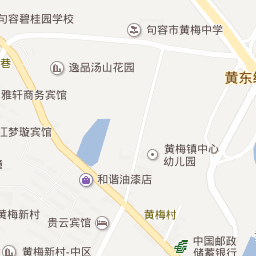 句容碧桂园学校
句容市黄梅中学
巷
逸品汤山花园
黄东线
雅轩商务宾馆
江梦璇宾馆
黄梅镇中心
幼儿园
和谐油漆店
黄梅新村
黄梅村
贵云宾馆
黄梅新村-中区
中国邮政
储蓄银行